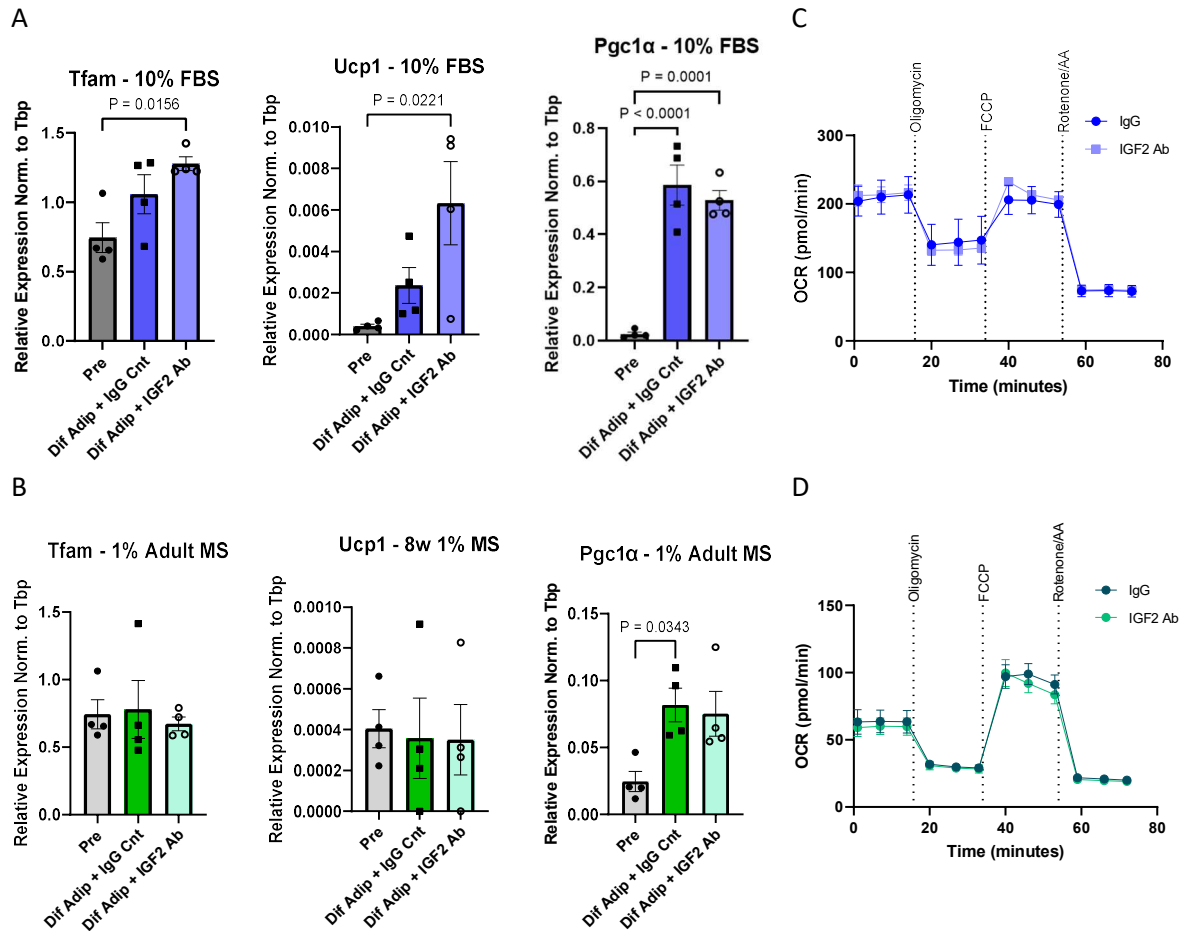 A
Tfam - 10% FBS
P = 0.0156
Relative Expression Norm. to Tbp
1.5
1.0
0.5
0.0
Pre
Dif Adip + IgG Cnt
Dif Adip + IGF2 Ab
Ucp1 - 10% FBS
P = 0.0221
Relative Expression Norm. to Tbp
0.010
0.008
0.006
0.004
0.002
0.000
Pre
Dif Adip + IgG Cnt
Dif Adip + IGF2 Ab
Pgc1α - 10% FBS
P = 0.0001
P < 0.0001
Relative Expression Norm. to Tbp
0.8
0.6
0.4
0.2
0.0
Pre
Dif Adip + IgG Cnt
Dif Adip + IGF2 Ab
C
Oligomycin
FCCP
Rotenone/AA
IgG
IGF2 Ab
OCR (pmol/min)
300
200
100
0
0 20 40 60 80
Time (minutes)
B
Tfam - 1% Adult MS
Relative Expression Norm. to Tbp
1.5
1.0
0.5
0.0
Pre
Dif Adip + IgG Cnt
Dif Adip + IGF2 Ab
Ucp1 - 8w 1% MS
Relative Expression Norm. to Tbp
0.0010
0.0008
0.0006
0.0004
0.0002
0.0000
Pre
Dif Adip + IgG Cnt
Dif Adip + IGF2 Ab
Pgc1α - 1% Adult MS
P = 0.0343
Relative Expression Norm. to Tbp
0.15
0.10
0.05
0.00
Pre
Dif Adip + IgG Cnt
Dif Adip + IGF2 Ab
D
Oligomycin
FCCP
Rotenone/AA
IgG
IGF2 Ab
OCR (pmol/min)
150
100
50
0
0 20 40 60 80
Time (minutes)